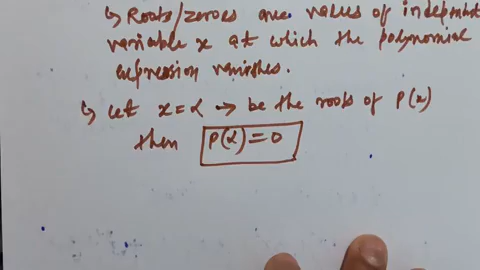 ↳ Roots/zeroes are values of independent
variable x at which the polynomial
expression vanishes.
↳ Let x = α → be the roots of P(x)
then P(α) = 0